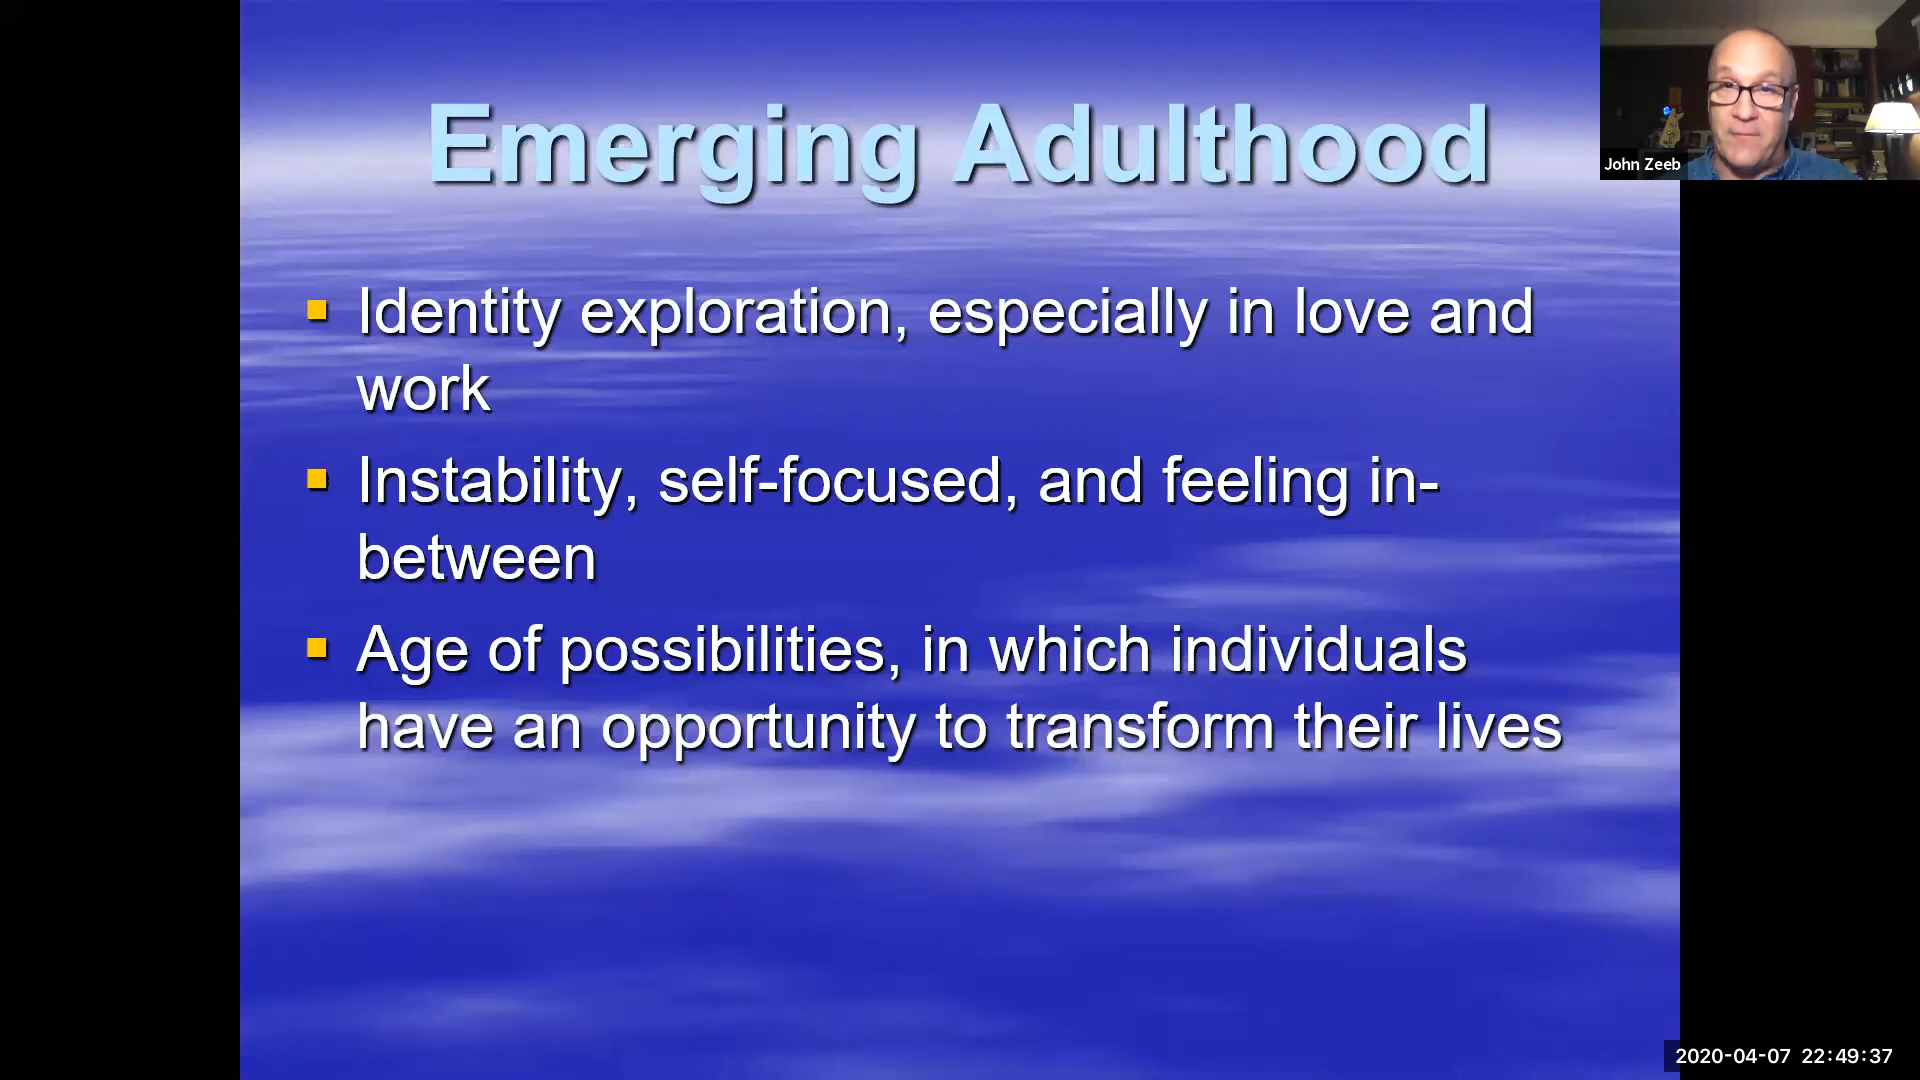 Emerging Adulthood
John Zeeb
Identity exploration, especially in love and
work
Instability, self-focused, and feeling in-
between
Age of possibilities, in which individuals
have an opportunity to transform their lives
2020-04-07 22:49:37